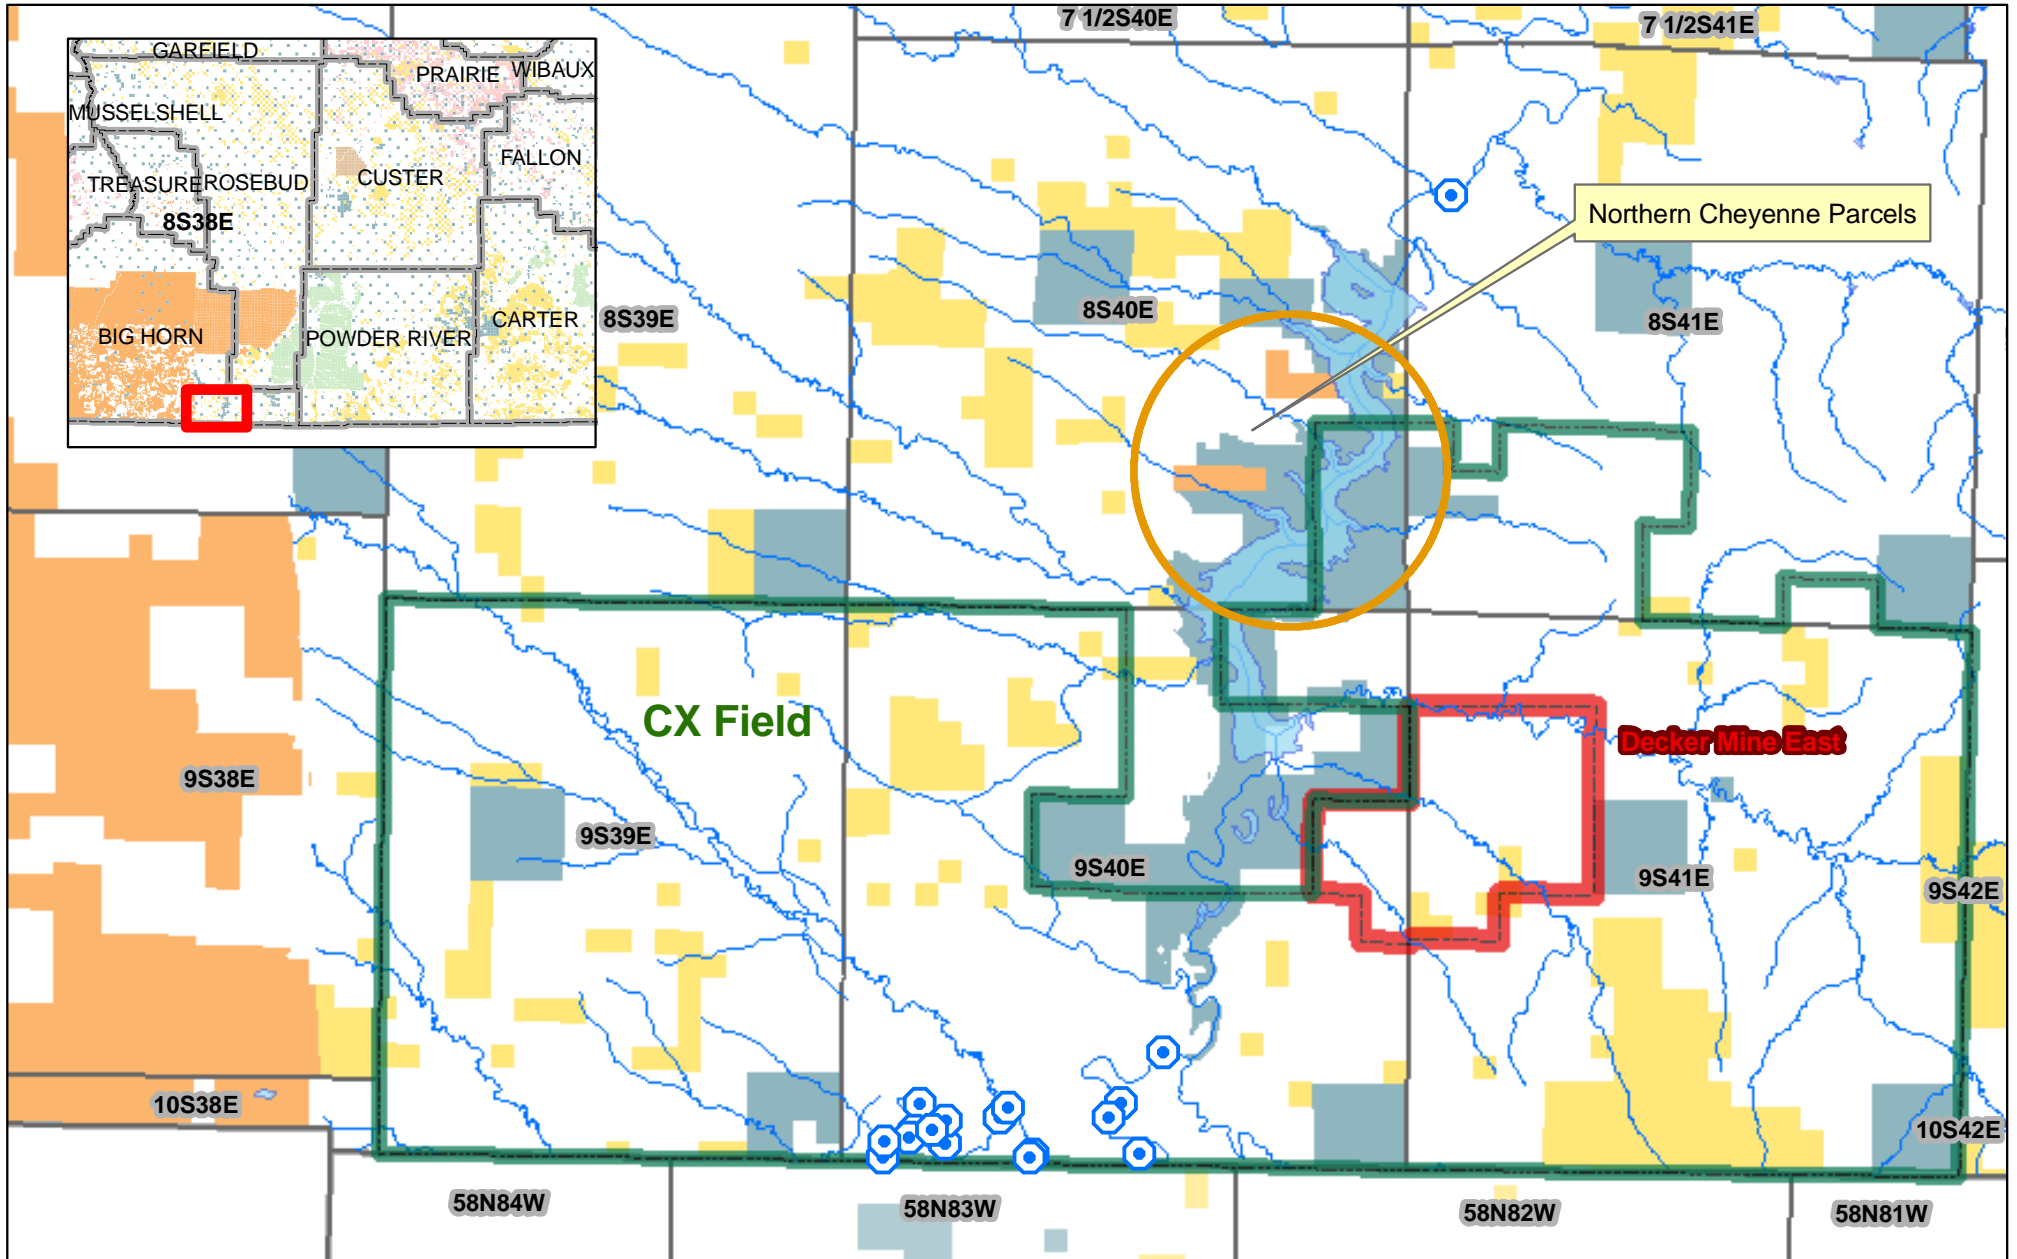 7 1/2S40E
7 1/2S41E
GARFIELD
PRAIRIE
WIBAUX
MUSSELSHELL
FALLON
TREASURE
ROSEBUD
CUSTER
8S38E
Northern Cheyenne Parcels
8S39E
8S40E
8S41E
CARTER
BIG HORN
POWDER RIVER
CX Field
Decker Mine East
9S38E
9S39E
9S40E
9S41E
9S42E
10S38E
10S42E
58N84W
58N83W
58N82W
58N81W